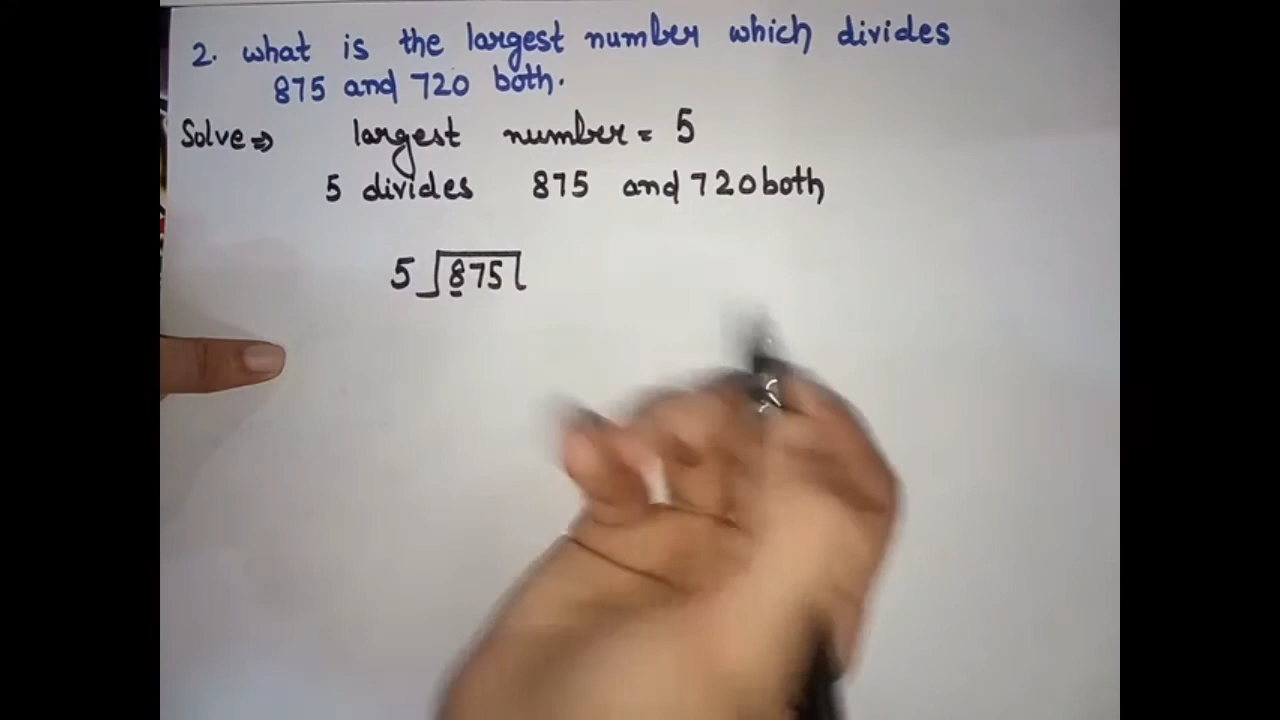 2. what is the largest number which divides
875 and 720 both.
Solve⇒ largest number = 5
5 divides 875 and 720 both
5 875